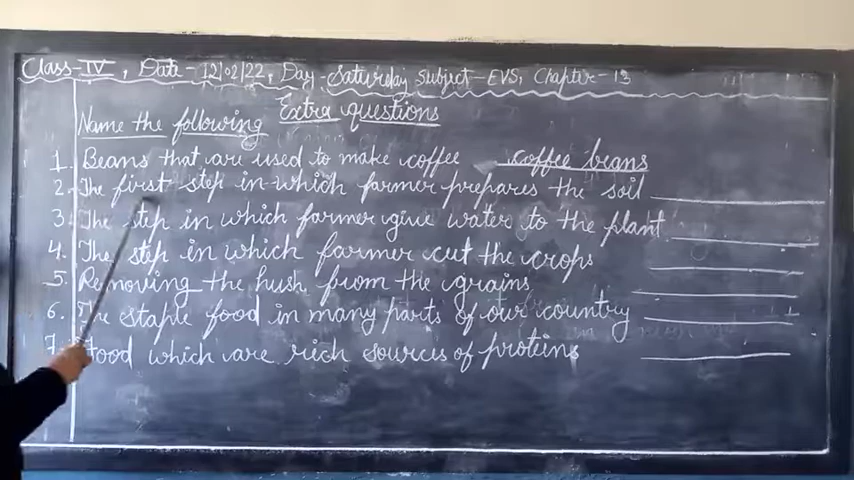 Class-IV, Date-12/02/22, Day-Saturday Subject-EVS, Chapter-13
Extra questions
Name the following
1. Beans that are used to make coffee coffee beans
2. The first step in which farmer prepares the soil
3. The step in which farmer give water to the plant
4. The step in which farmer cut the crops
5. Removing the husk from the grains
6. The staple food in many parts of our country
7. Food which are rich sources of proteins